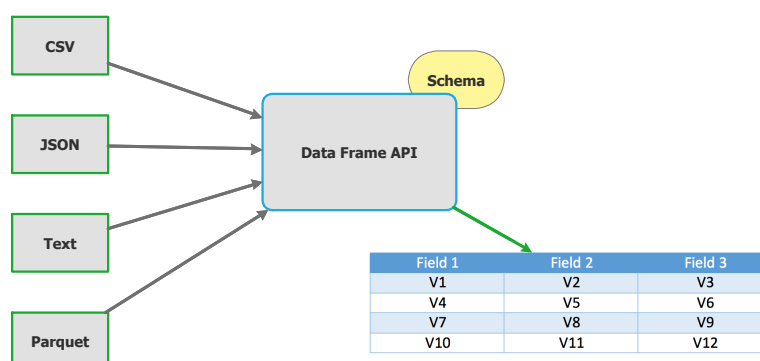 CSV
Schema
JSON
Data Frame API
Text
Field 1 Field 2 Field 3
V1 V2 V3
V4 V5 V6
V7 V8 V9
V10 V11 V12
Parquet